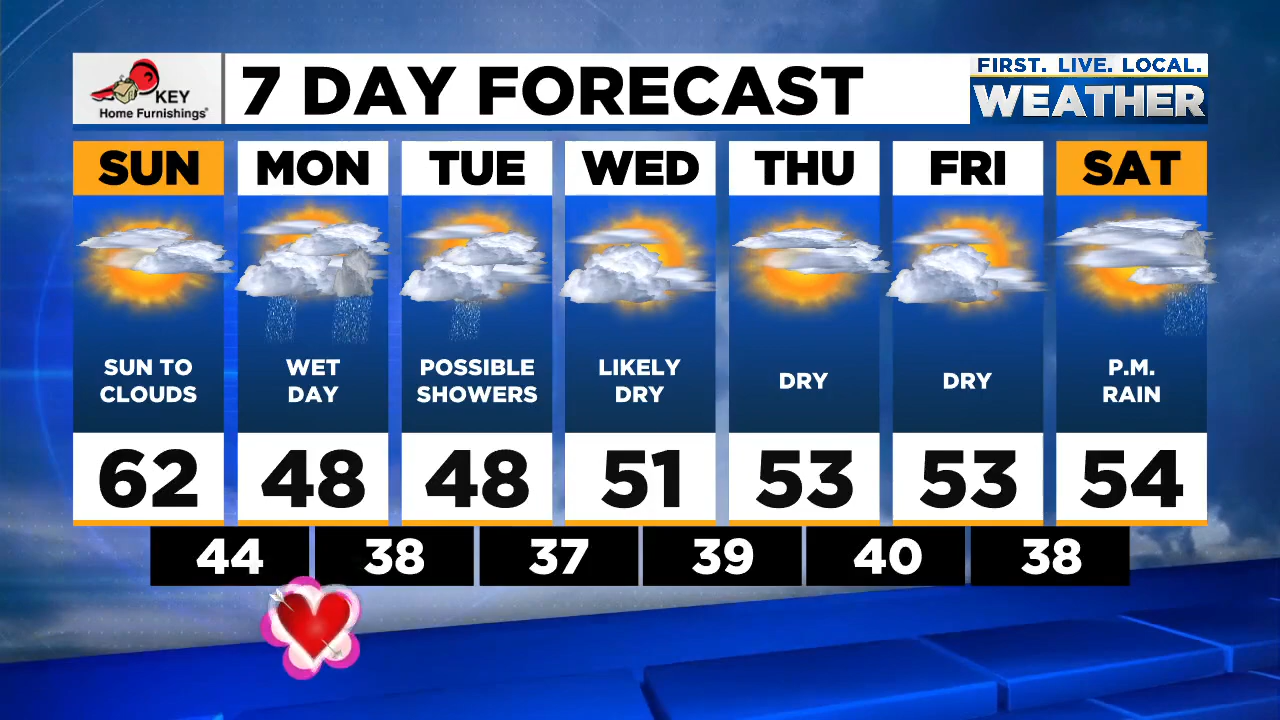 KEY
Home Furnishings®
7 DAY FORECAST
FIRST. LIVE. LOCAL.
WEATHER
SUN MON TUE WED THU FRI SAT
SUN TO
CLOUDS
WET
DAY
POSSIBLE
SHOWERS
LIKELY
DRY
DRY
DRY
P.M.
RAIN
62 48 48 51 53 53 54
44 38 37 39 40 38